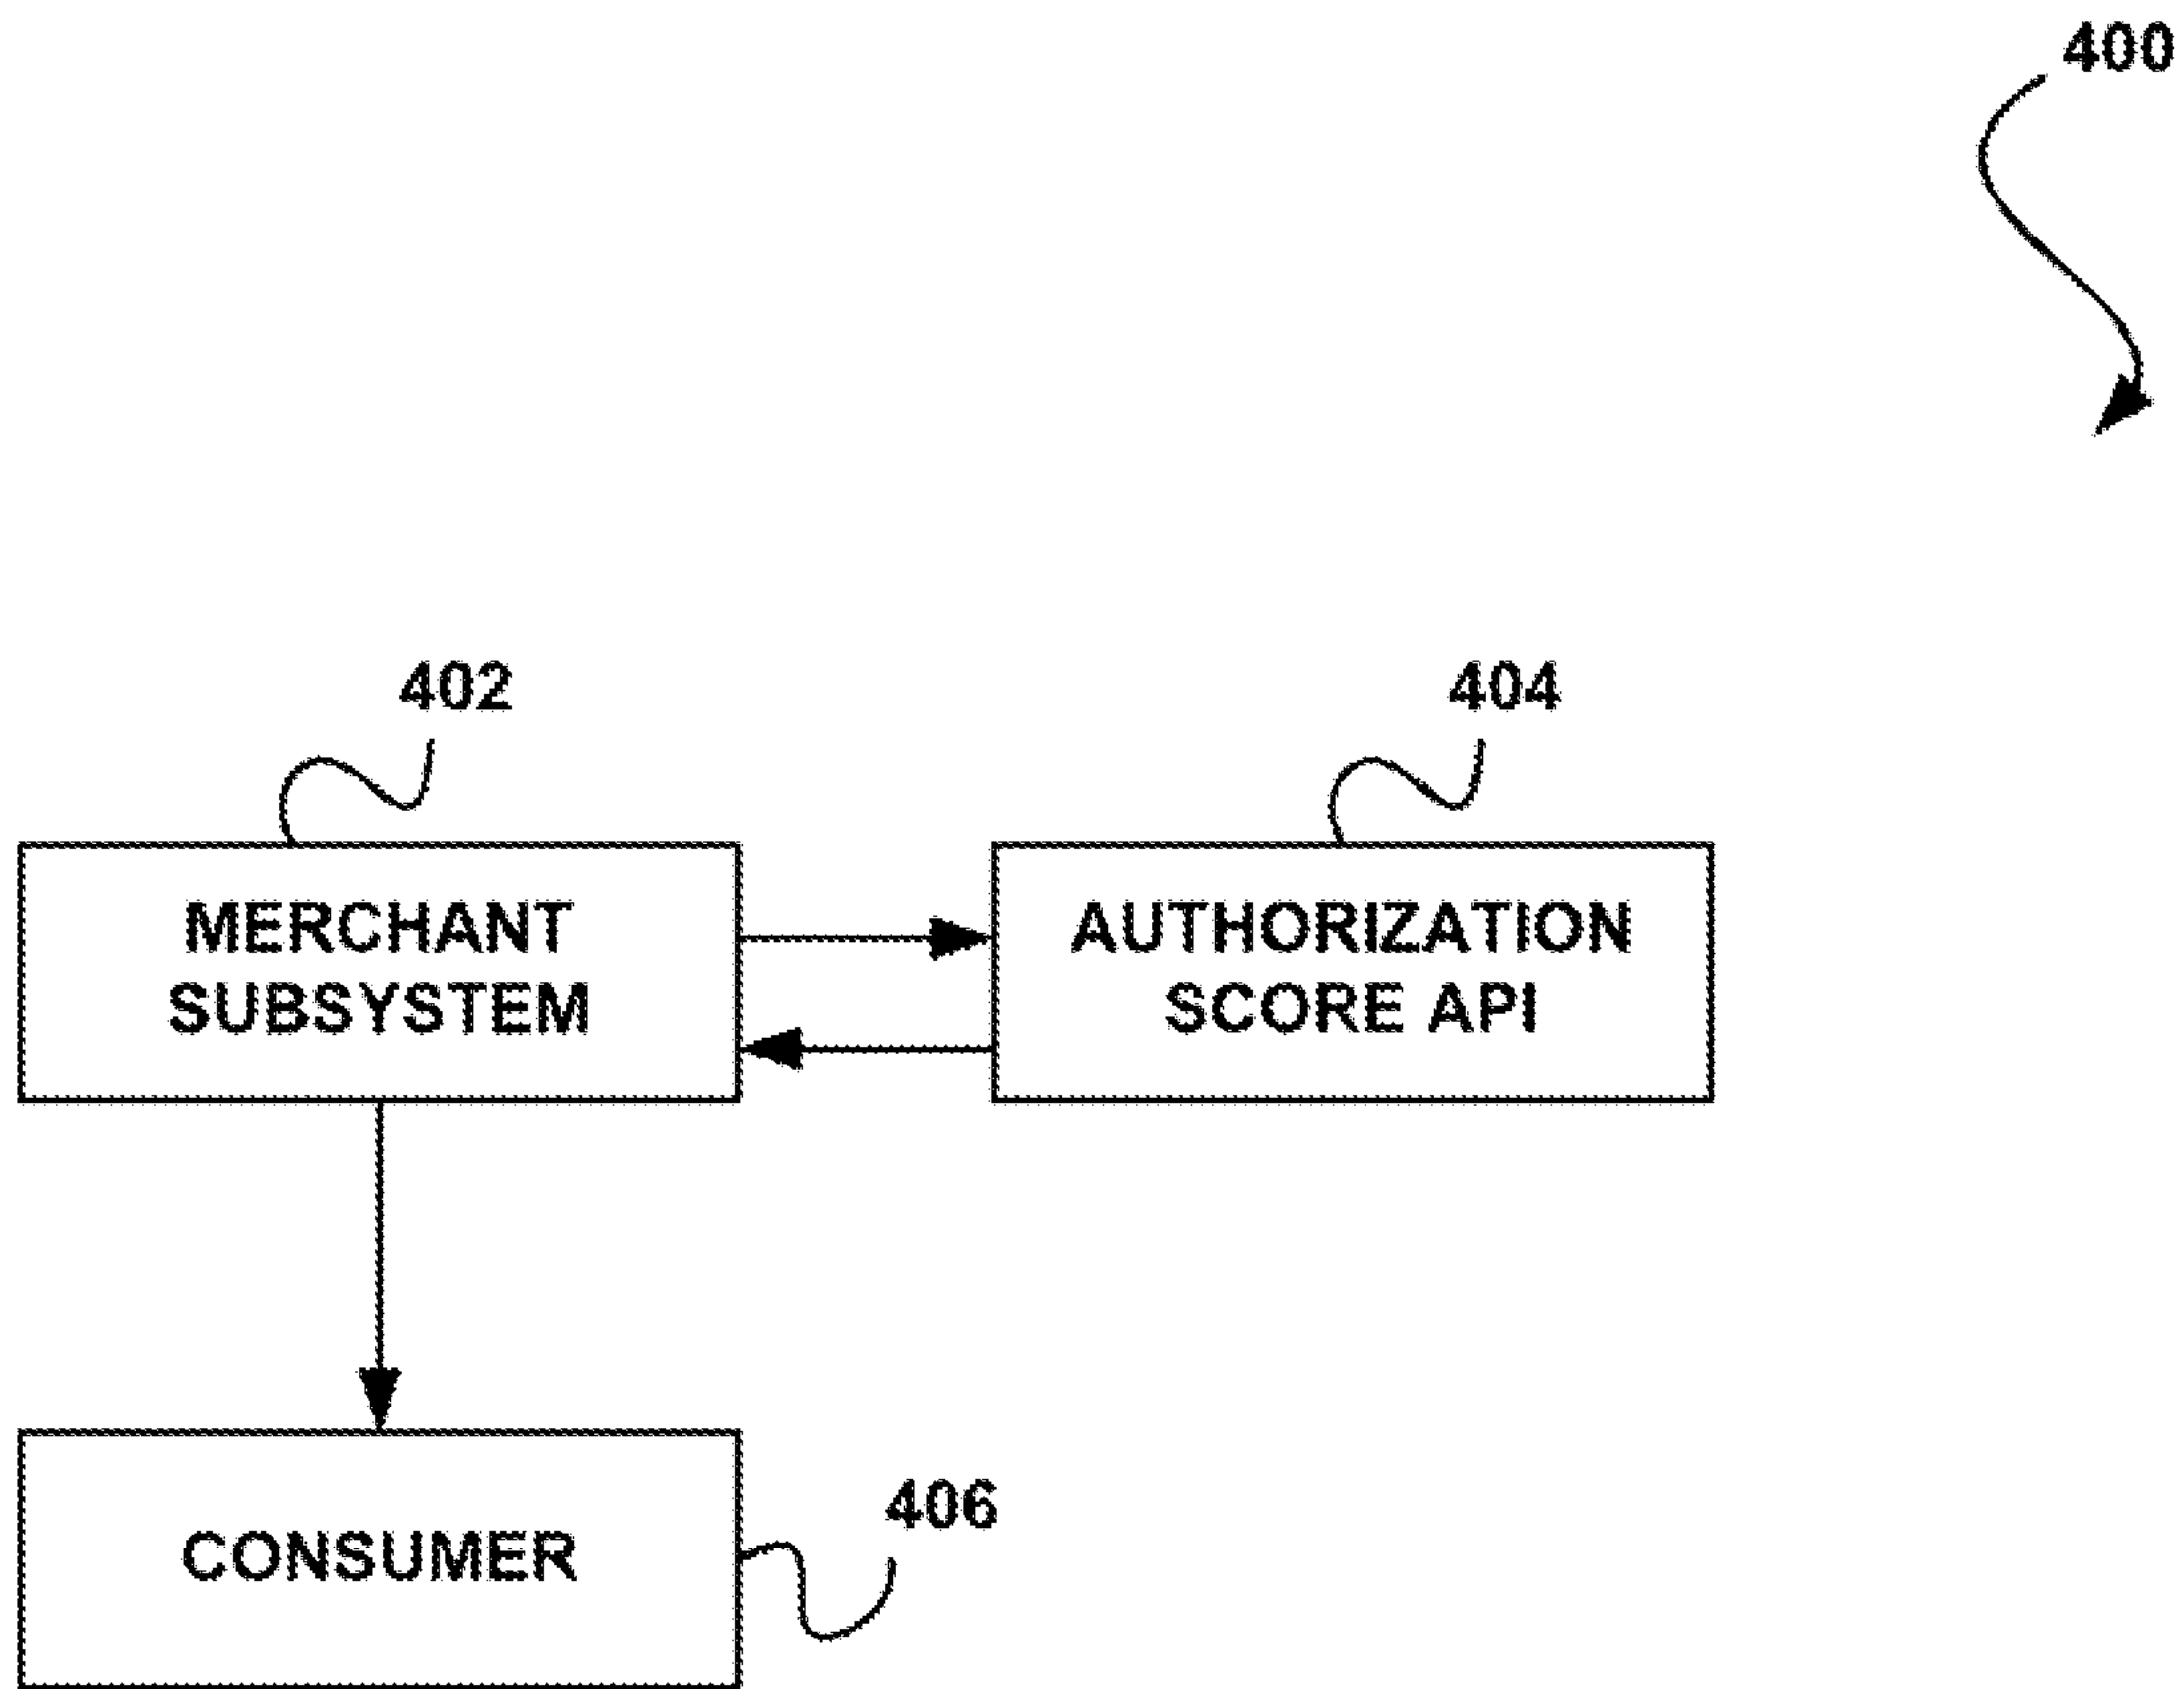 400
402
404
MERCHANT
SUBSYSTEM
AUTHORIZATION
SCORE API
406
CONSUMER